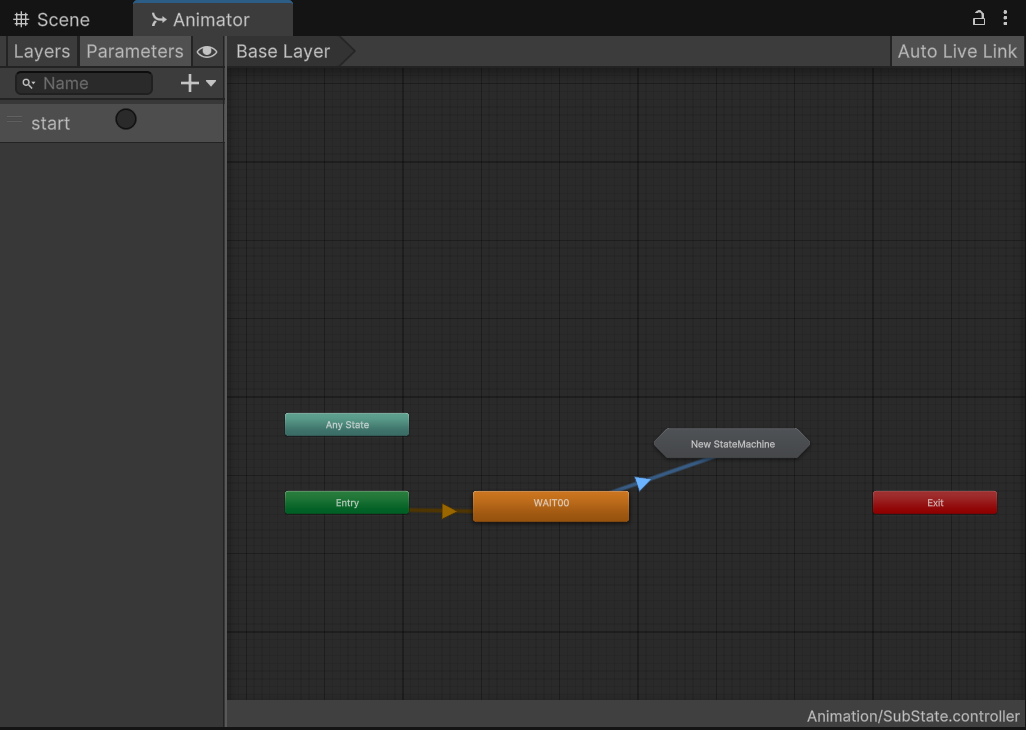 Scene
Animator
Layers
Parameters
Base Layer
Auto Live Link
Name
start
Any State
New StateMachine
Entry
WAIT00
Exit
Animation/SubState.controller